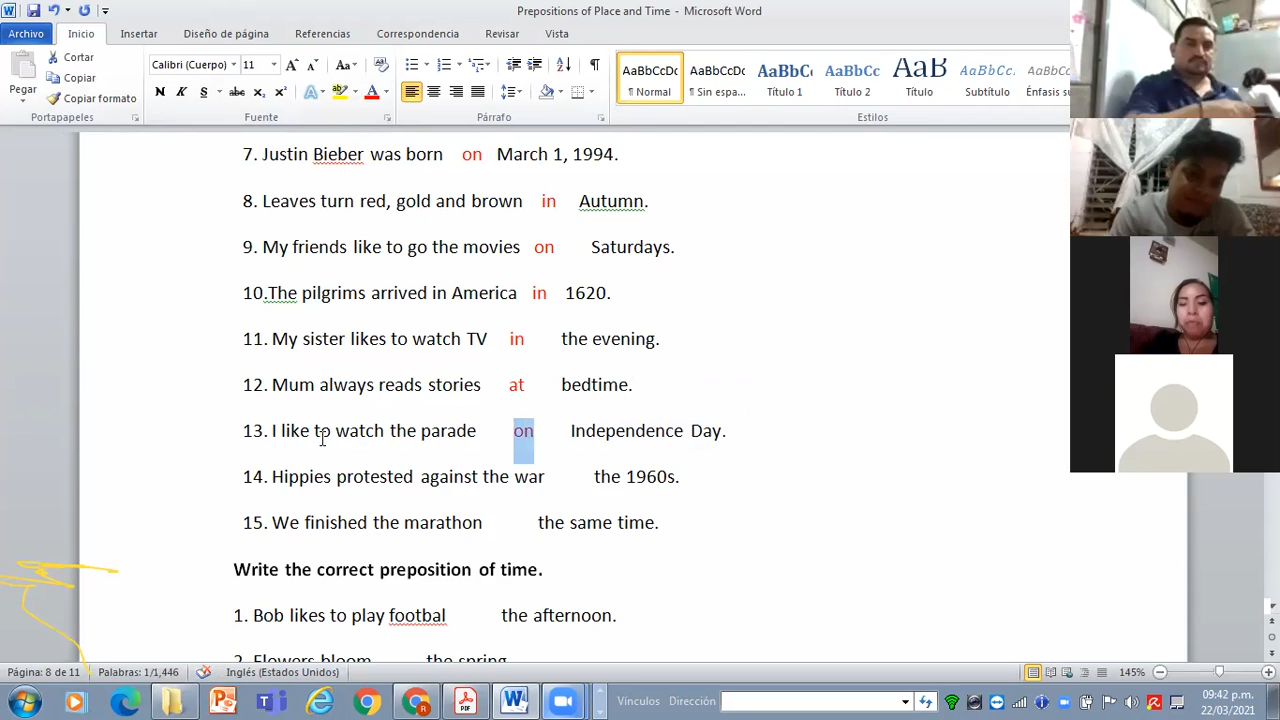 Prepositions of Place and Time - Microsoft Word
Archivo Inicio Insertar Diseño de página Referencias Correspondencia Revisar Vista
Cortar
Copiar
Copiar formato
Pegar
Portapapeles
Calibri (Cuerpo) 11
Fuente
Párrafo
AaBbCcDc AaBbCcDc AaBbC AaBbCc AaB AaBbCcI AaBbCcI
¶ Normal ¶ Sin espa... Título 1 Título 2 Título Subtítulo Énfasis su
Estilos
7. Justin Bieber was born on March 1, 1994.
8. Leaves turn red, gold and brown in Autumn.
9. My friends like to go the movies on Saturdays.
10.The pilgrims arrived in America in 1620.
11. My sister likes to watch TV in the evening.
12. Mum always reads stories at bedtime.
13. I like to watch the parade on Independence Day.
14. Hippies protested against the war the 1960s.
15. We finished the marathon the same time.
Write the correct preposition of time.
1. Bob likes to play footbal the afternoon.
2. Flowers bloom the spring
Página: 8 de 11 Palabras: 1/1,446 Inglés (Estados Unidos) 145%
Vínculos Dirección
09:42 p.m.
22/03/2021